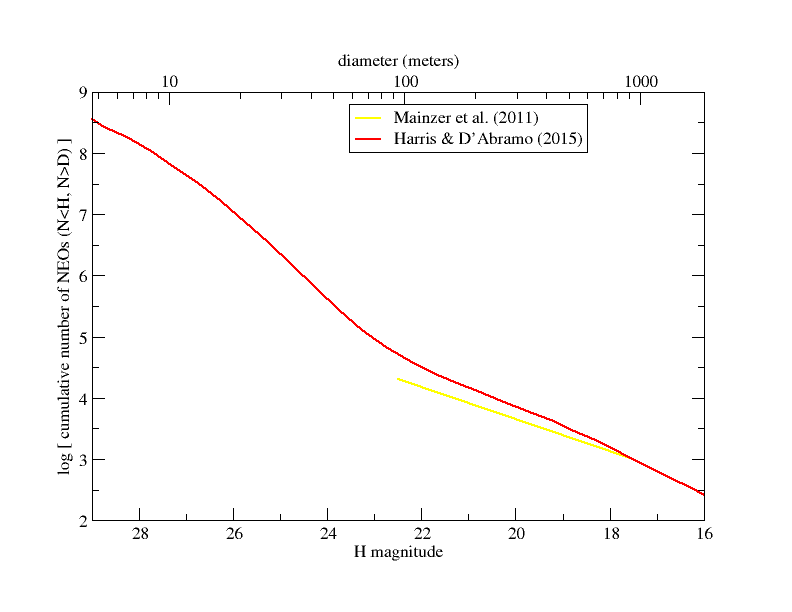 diameter (meters)
10 100 1000
Mainzer et al. (2011)
Harris & D'Abramo (2015)
log [ cumulative number of NEOs (N<H, N>D) ]
9
8
7
6
5
4
3
2
28 26 24 22 20 18 16
H magnitude